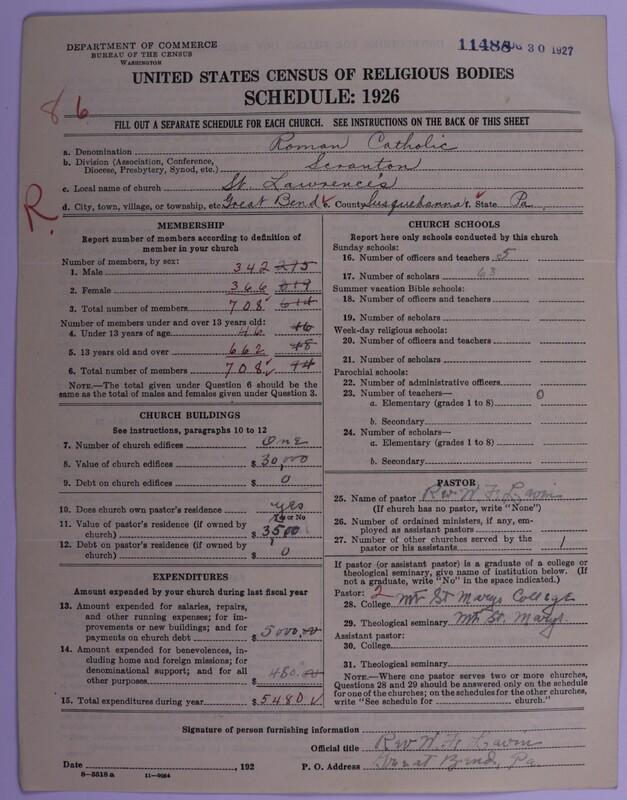 DEPARTMENT OF COMMERCE
BUREAU OF THE CENSUS
WASHINGTON
11488 AUG 30 1927
UNITED STATES CENSUS OF RELIGIOUS BODIES
SCHEDULE: 1926
86
FILL OUT A SEPARATE SCHEDULE FOR EACH CHURCH. SEE INSTRUCTIONS ON THE BACK OF THIS SHEET
a. Denomination Roman Catholic
b. Division (Association, Conference,
Diocese, Presbytery, Synod, etc.) Scranton
c. Local name of church St. Lawrence's
R.
d. City, town, village, or township, etc. Great Bend e. County Susquehanna f. State Pa
MEMBERSHIP
Report number of members according to definition of
member in your church
Number of members, by sex:
1. Male 342
2. Female 366
3. Total number of members 708
Number of members under and over 13 years old:
4. Under 13 years of age 46
5. 13 years old and over 662
6. Total number of members 708
NOTE.—The total given under Question 6 should be the
same as the total of males and females given under Question 3.
CHURCH BUILDINGS
See instructions, paragraphs 10 to 12
7. Number of church edifices One
8. Value of church edifices $ 30,000
9. Debt on church edifices $ 0
10. Does church own pastor's residence yes
Yes or No
11. Value of pastor's residence (if owned by
church) $ 3500
12. Debt on pastor's residence (if owned by
church) $ 0
EXPENDITURES
Amount expended by your church during last fiscal year
13. Amount expended for salaries, repairs,
and other running expenses; for im-
provements or new buildings; and for
payments on church debt $ 5000.00
14. Amount expended for benevolences,
including home and foreign missions; for
denominational support; and for all
other purposes $ 480.00
15. Total expenditures during year $ 5480
CHURCH SCHOOLS
Report here only schools conducted by this church
Sunday schools:
16. Number of officers and teachers 5
17. Number of scholars 63
Summer vacation Bible schools:
18. Number of officers and teachers
19. Number of scholars
Week-day religious schools:
20. Number of officers and teachers
21. Number of scholars
Parochial schools:
22. Number of administrative officers
23. Number of teachers— 0
a. Elementary (grades 1 to 8)
b. Secondary
24. Number of scholars—
a. Elementary (grades 1 to 8)
b. Secondary
PASTOR
25. Name of pastor Rev W. F. Lavin
(If church has no pastor, write "None")
26. Number of ordained ministers, if any, em-
ployed as assistant pastors
27. Number of other churches served by the
pastor or his assistants 1
If pastor (or assistant pastor) is a graduate of a college or
theological seminary, give name of institution below. (If
not a graduate, write "No" in the space indicated.)
Pastor: 2
28. College Mt St Marys College
29. Theological seminary Mt St. Marys
Assistant pastor:
30. College
31. Theological seminary
NOTE.—Where one pastor serves two or more churches,
Questions 28 and 29 should be answered only on the schedule
for one of the churches; on the schedules for the other churches,
write "See schedule for church."
Signature of person furnishing information
Official title Rev W. F. Lavin
Date , 192 P. O. Address Great Bend, Pa
8—5518 a 11—9064